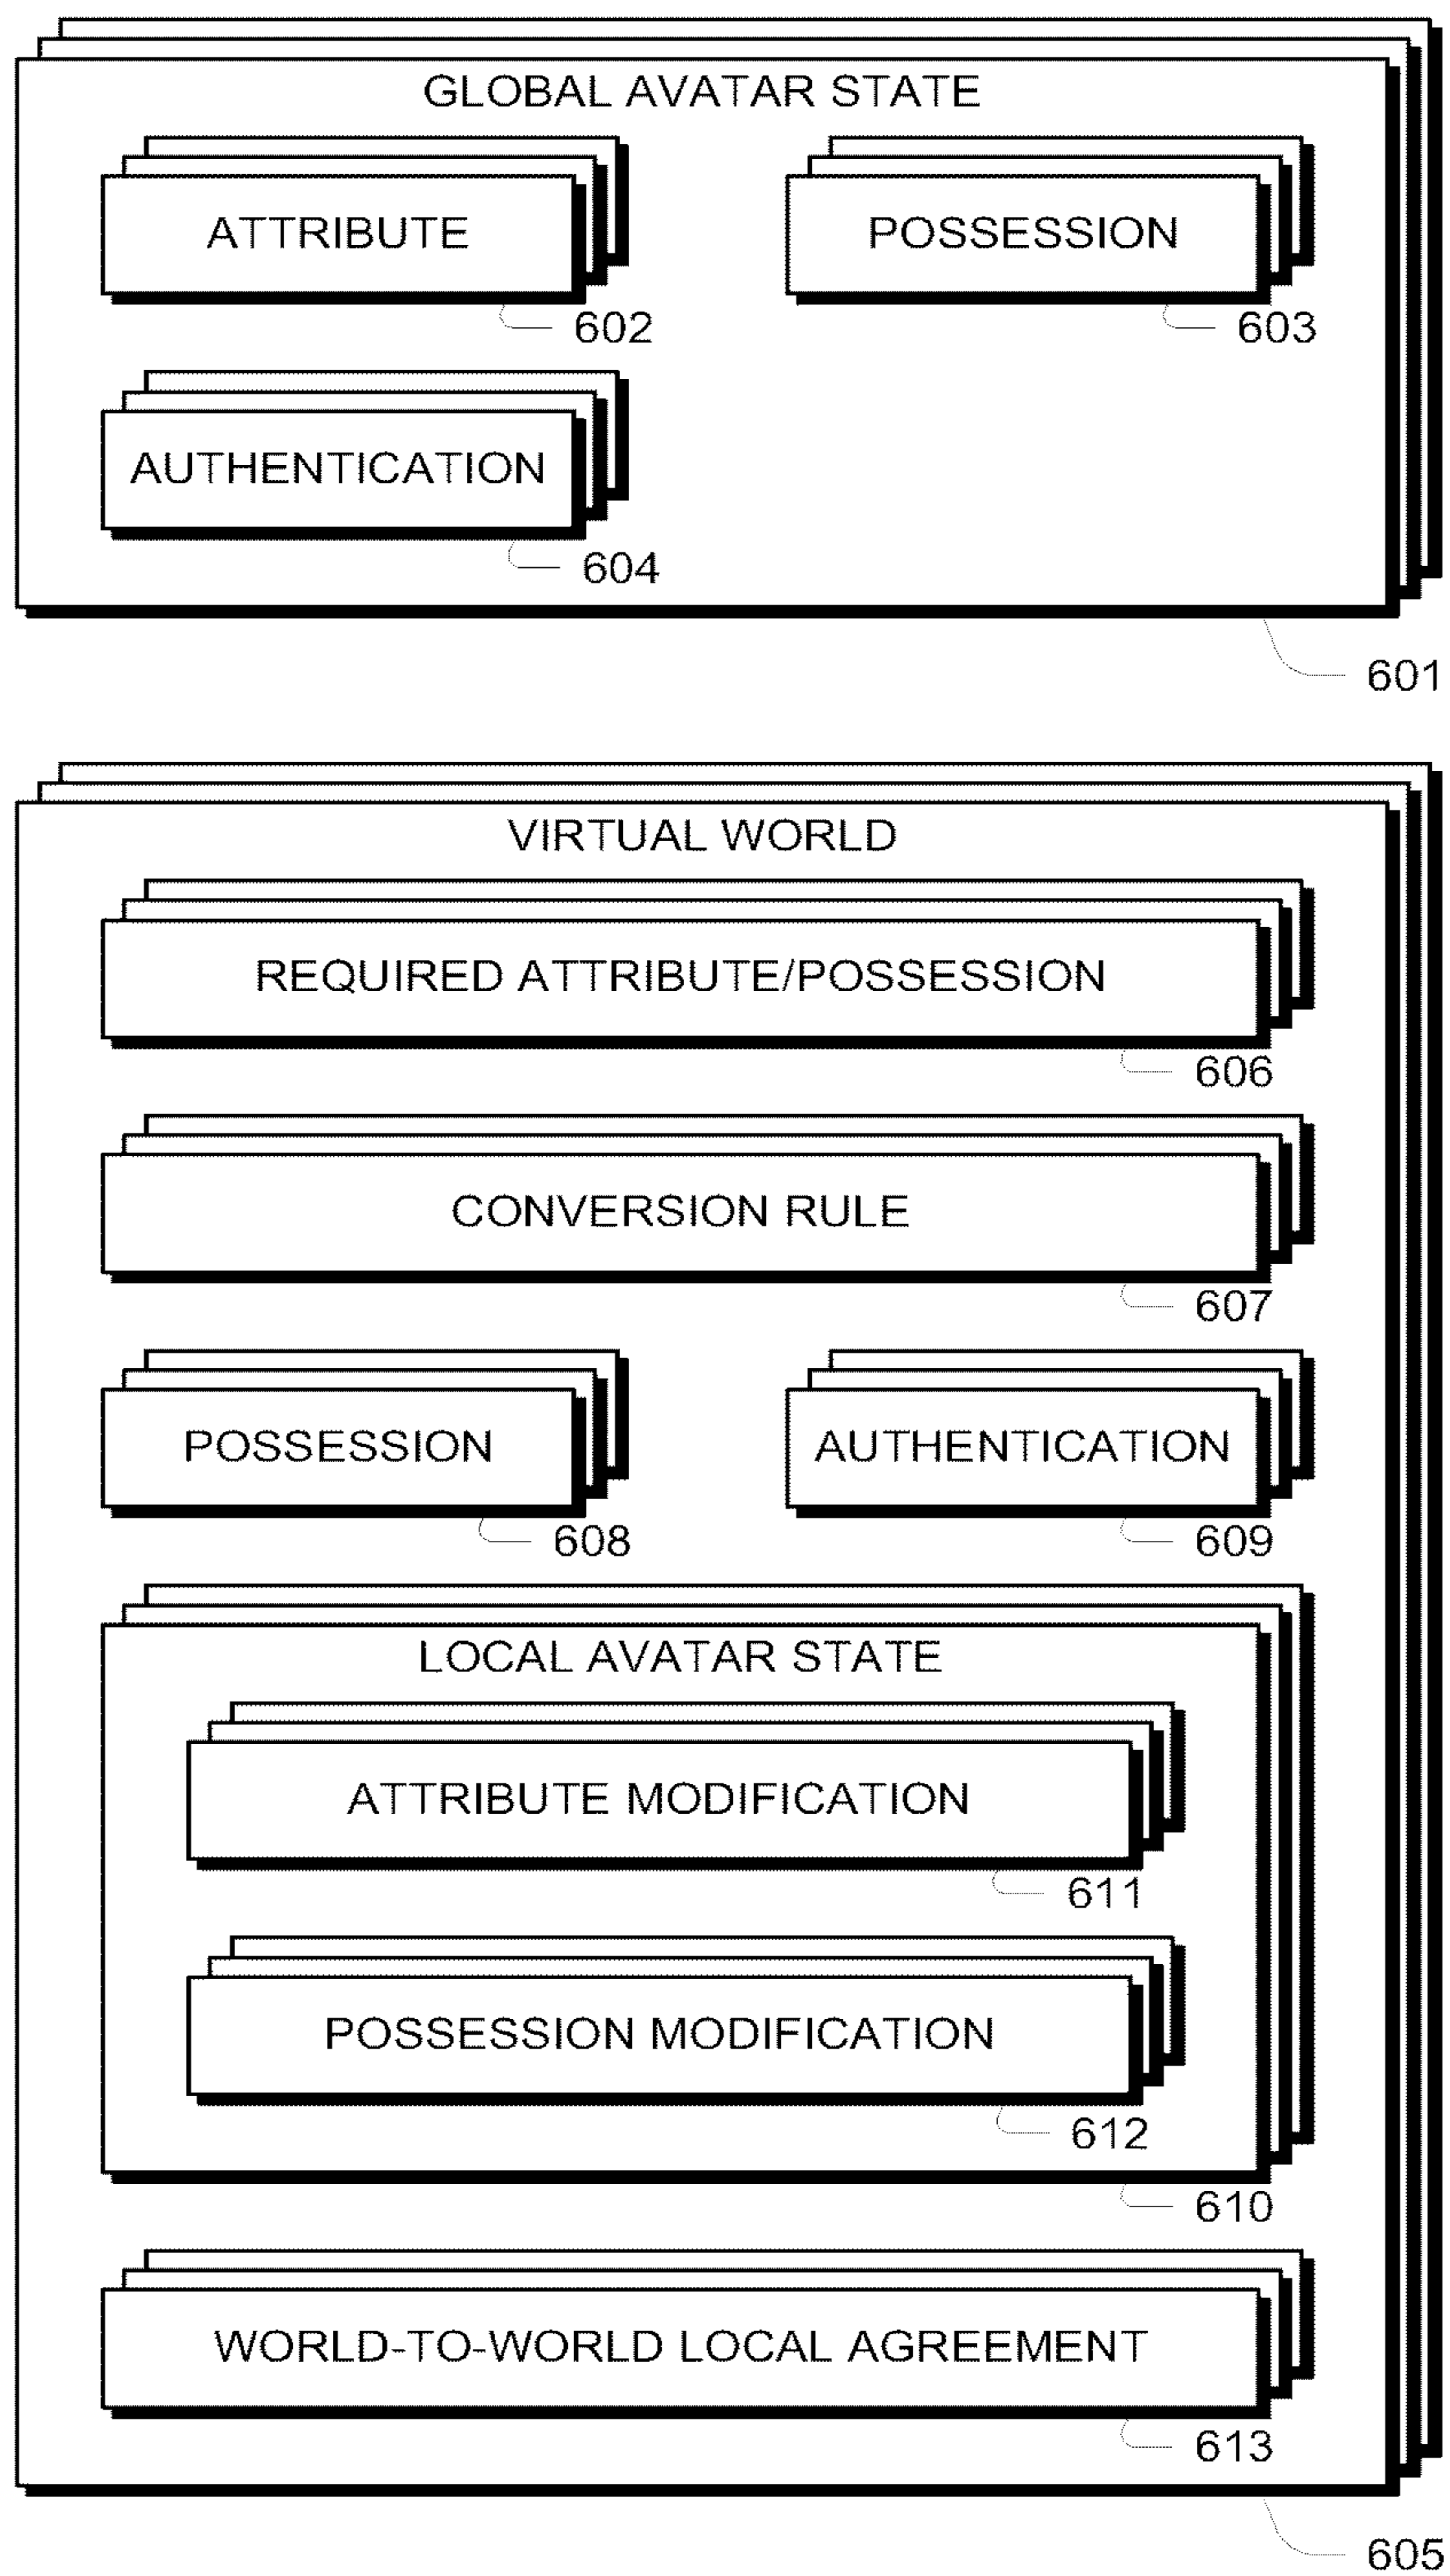 GLOBAL AVATAR STATE
ATTRIBUTE
POSSESSION
602
603
AUTHENTICATION
604
601
VIRTUAL WORLD
REQUIRED ATTRIBUTE/POSSESSION
606
CONVERSION RULE
607
POSSESSION
AUTHENTICATION
608
609
LOCAL AVATAR STATE
ATTRIBUTE MODIFICATION
611
POSSESSION MODIFICATION
612
610
WORLD-TO-WORLD LOCAL AGREEMENT
613
605